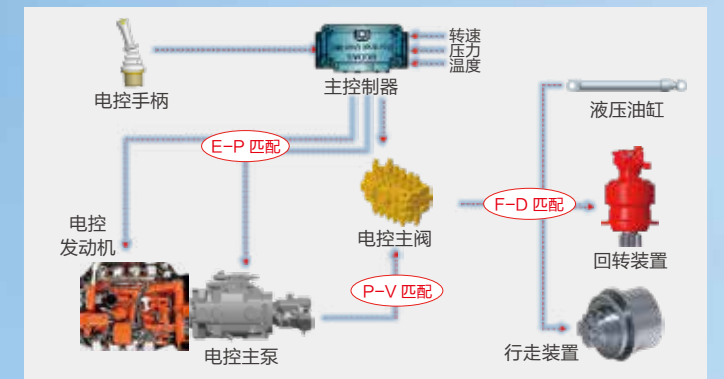 转速
压力
温度
电控手柄
主控制器
液压油缸
E-P 匹配
电控
发动机
电控主阀
F-D 匹配
回转装置
P-V 匹配
电控主泵
行走装置